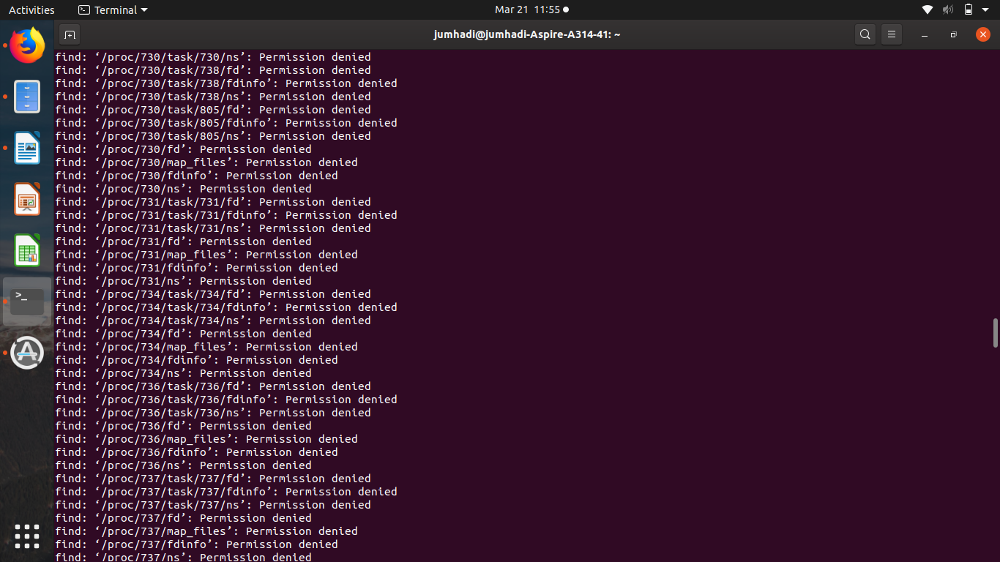 Activities
Terminal
Mar 21 11:55
jumhadi@jumhadi-Aspire-A314-41: ~
find: ‘/proc/730/task/730/ns’: Permission denied
find: ‘/proc/730/task/738/fd’: Permission denied
find: ‘/proc/730/task/738/fdinfo’: Permission denied
find: ‘/proc/730/task/738/ns’: Permission denied
find: ‘/proc/730/task/805/fd’: Permission denied
find: ‘/proc/730/task/805/fdinfo’: Permission denied
find: ‘/proc/730/task/805/ns’: Permission denied
find: ‘/proc/730/fd’: Permission denied
find: ‘/proc/730/map_files’: Permission denied
find: ‘/proc/730/fdinfo’: Permission denied
find: ‘/proc/730/ns’: Permission denied
find: ‘/proc/731/task/731/fd’: Permission denied
find: ‘/proc/731/task/731/fdinfo’: Permission denied
find: ‘/proc/731/task/731/ns’: Permission denied
find: ‘/proc/731/fd’: Permission denied
find: ‘/proc/731/map_files’: Permission denied
find: ‘/proc/731/fdinfo’: Permission denied
find: ‘/proc/731/ns’: Permission denied
find: ‘/proc/734/task/734/fd’: Permission denied
find: ‘/proc/734/task/734/fdinfo’: Permission denied
find: ‘/proc/734/task/734/ns’: Permission denied
find: ‘/proc/734/fd’: Permission denied
find: ‘/proc/734/map_files’: Permission denied
find: ‘/proc/734/fdinfo’: Permission denied
find: ‘/proc/734/ns’: Permission denied
find: ‘/proc/736/task/736/fd’: Permission denied
find: ‘/proc/736/task/736/fdinfo’: Permission denied
find: ‘/proc/736/task/736/ns’: Permission denied
find: ‘/proc/736/fd’: Permission denied
find: ‘/proc/736/map_files’: Permission denied
find: ‘/proc/736/fdinfo’: Permission denied
find: ‘/proc/736/ns’: Permission denied
find: ‘/proc/737/task/737/fd’: Permission denied
find: ‘/proc/737/task/737/fdinfo’: Permission denied
find: ‘/proc/737/task/737/ns’: Permission denied
find: ‘/proc/737/fd’: Permission denied
find: ‘/proc/737/map_files’: Permission denied
find: ‘/proc/737/fdinfo’: Permission denied
find: ‘/proc/737/ns’: Permission denied